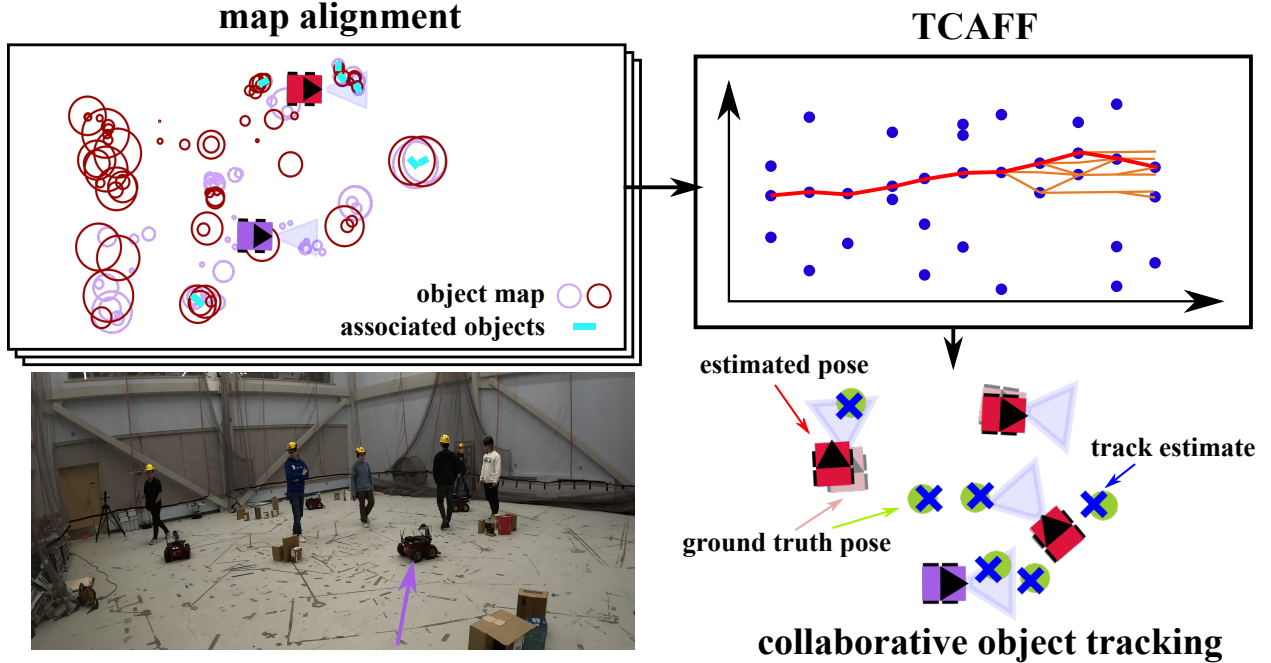 map alignment
TCAFF
object map
associated objects
estimated pose
track estimate
ground truth pose
collaborative object tracking